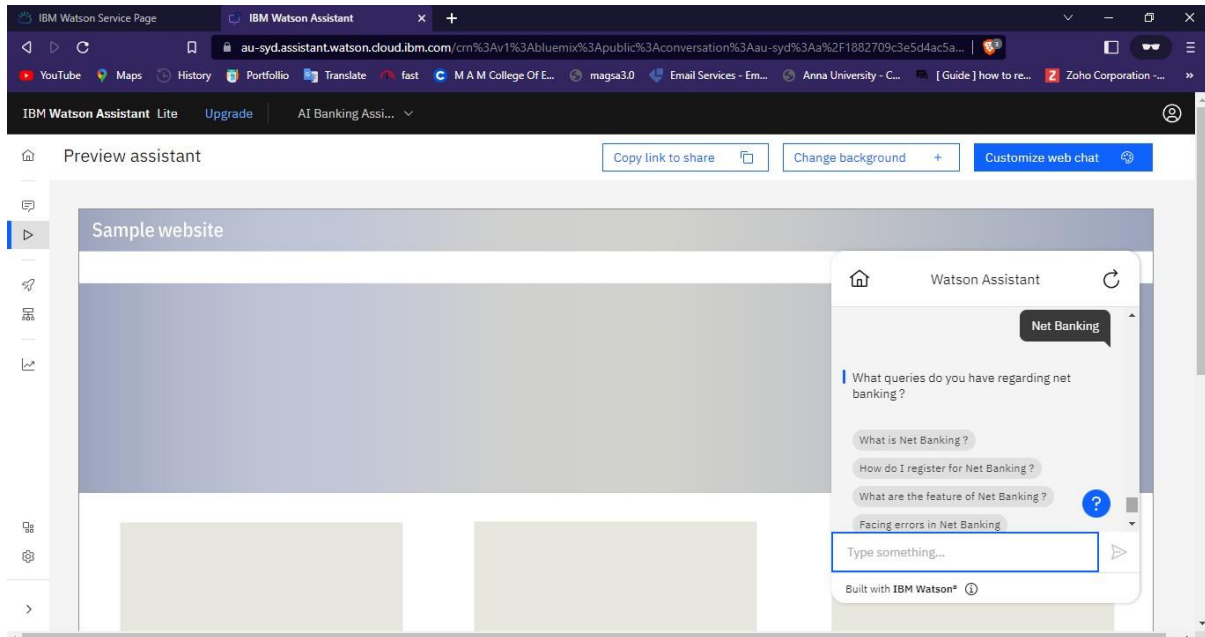 IBM Watson Service Page
IBM Watson Assistant
au-syd.assistant.watson.cloud.ibm.com/crn%3Av1%3Abluemix%3Apublic%3Aconversation%3Aau-syd%3Aa%2F1882709c3e5d4ac5a...
YouTube Maps History Portfollio Translate fast M A M College Of E... magsa3.0 Email Services - Em... Anna University - C... [ Guide ] how to re... Zoho Corporation -...
IBM Watson Assistant Lite Upgrade AI Banking Assi...
Preview assistant
Copy link to share
Change background +
Customize web chat
Sample website
Watson Assistant
Net Banking
What queries do you have regarding net
banking ?
What is Net Banking ?
How do I register for Net Banking ?
What are the feature of Net Banking ?
?
Facing errors in Net Banking
Type something...
Built with IBM Watson®